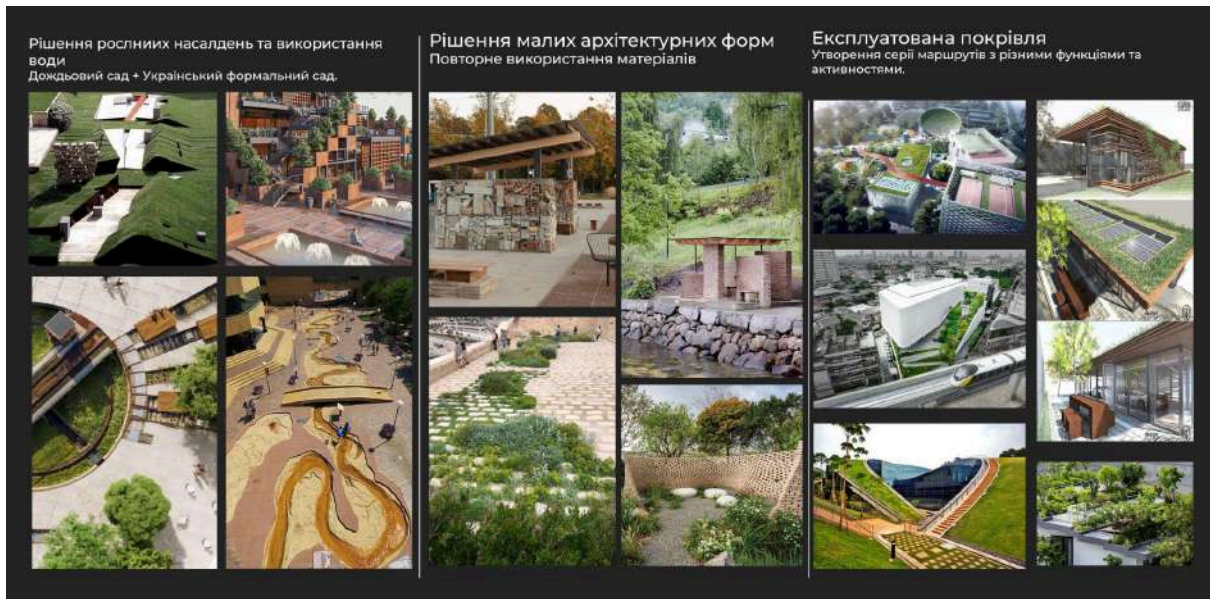 Рішення рослниих насалдень та використання
води
Дождьовий сад + Український формальний сад.
Рішення малих архітектурних форм
Повторне використання матеріалів
Експлуатована покрівля
Утворення серії маршрутів з різними функціями та
активностями.